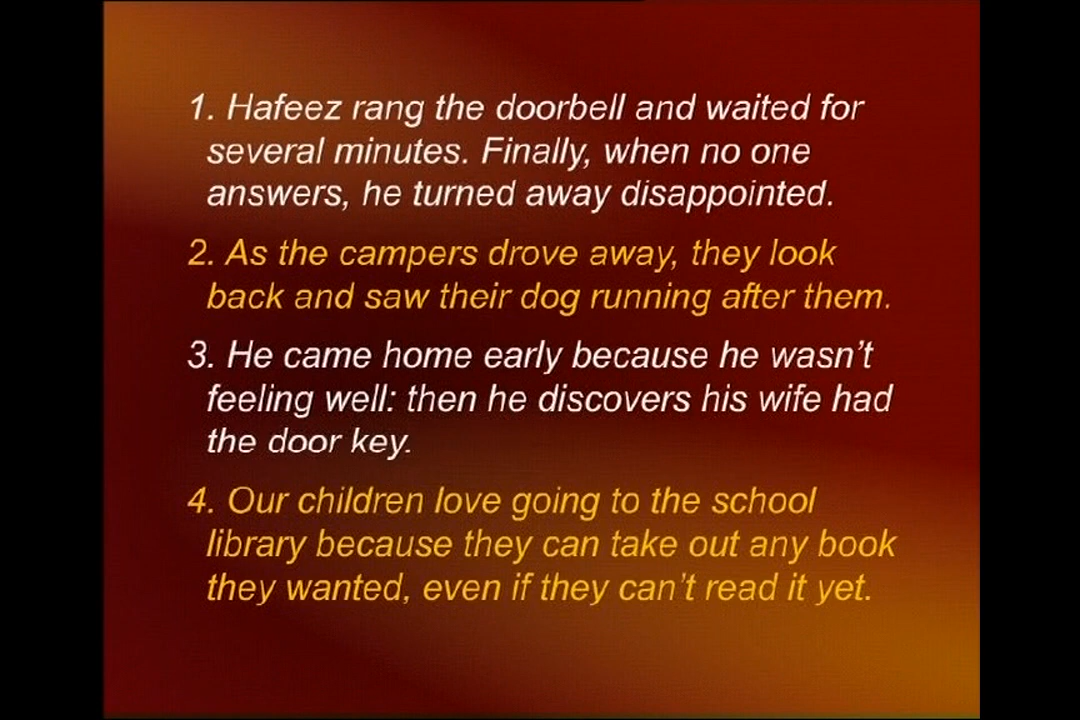 1. Hafeez rang the doorbell and waited for
several minutes. Finally, when no one
answers, he turned away disappointed.
2. As the campers drove away, they look
back and saw their dog running after them.
3. He came home early because he wasn't
feeling well: then he discovers his wife had
the door key.
4. Our children love going to the school
library because they can take out any book
they wanted, even if they can't read it yet.